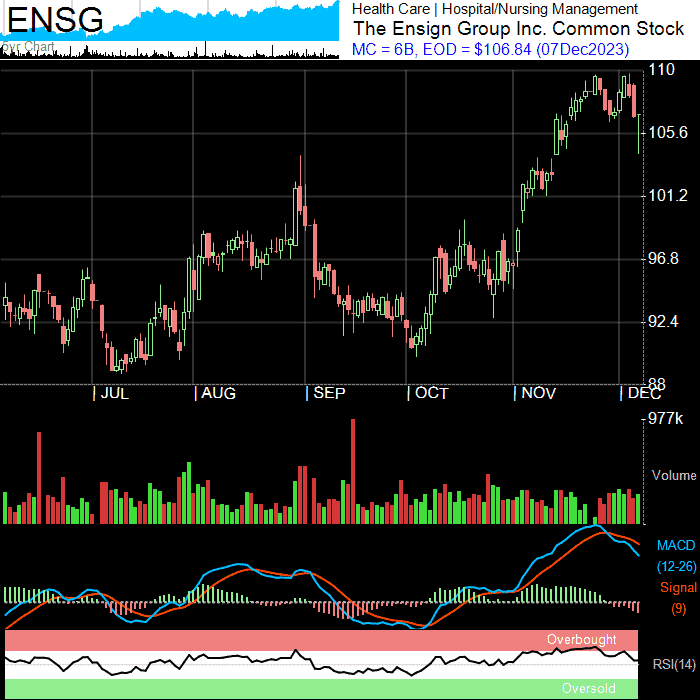 ENSG
5yr Chart
Health Care | Hospital/Nursing Management
The Ensign Group Inc. Common Stock
MC = 6B, EOD = $106.84 (07Dec2023)
110
105.6
101.2
96.8
92.4
88
JUL
AUG
SEP
OCT
NOV
DEC
977k
Volume
MACD
(12-26)
Signal
(9)
Overbought
RSI(14)
Oversold